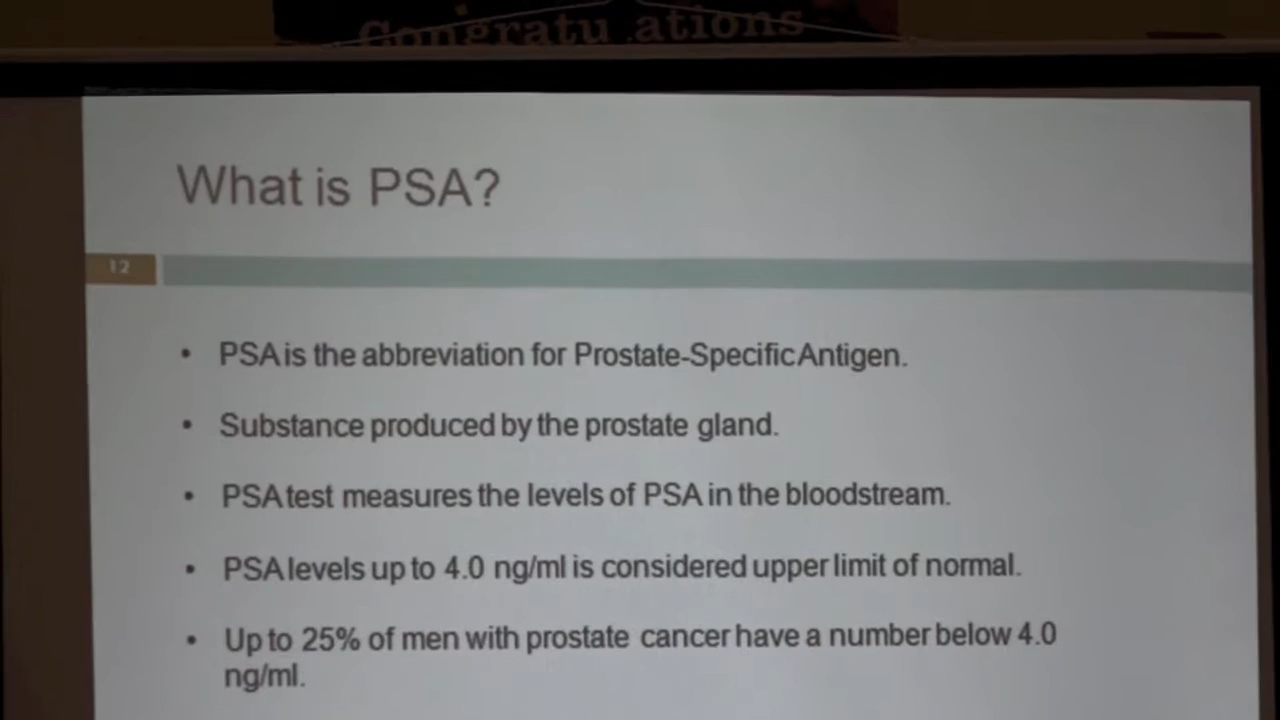 Congratu ations
What is PSA?
12
• PSA is the abbreviation for Prostate-Specific Antigen.
• Substance produced by the prostate gland.
• PSA test measures the levels of PSA in the bloodstream.
• PSA levels up to 4.0 ng/ml is considered upper limit of normal.
• Up to 25% of men with prostate cancer have a number below 4.0
ng/ml.